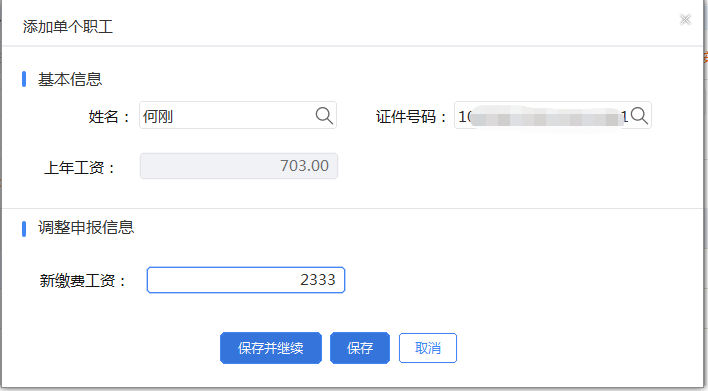 添加单个职工
基本信息
姓名： 何刚 证件号码： 10 1
上年工资： 703.00
调整申报信息
新缴费工资： 2333
保存并继续 保存 取消